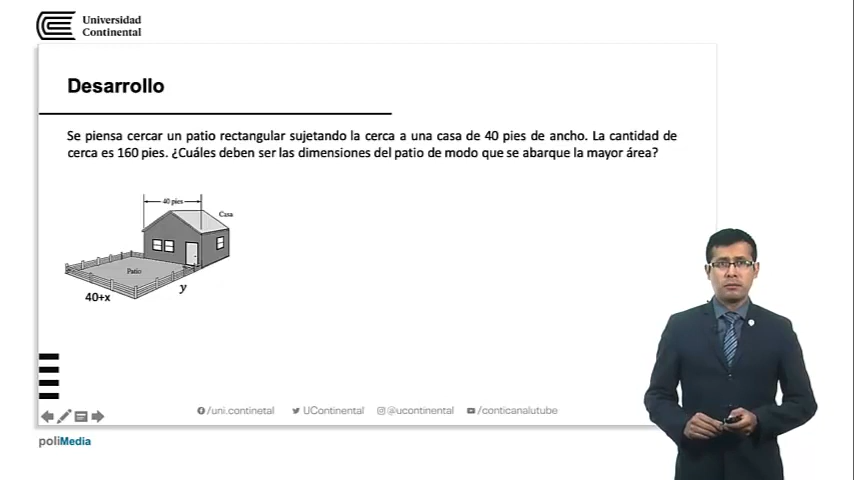 Universidad
Continental
Desarrollo
Se piensa cercar un patio rectangular sujetando la cerca a una casa de 40 pies de ancho. La cantidad de
cerca es 160 pies. ¿Cuáles deben ser las dimensiones del patio de modo que se abarque la mayor área?
40 pies
Casa
Patio
40+x
y
/uni.continetal
UContinental
@ucontinental
/conticanalutube
poliMedia